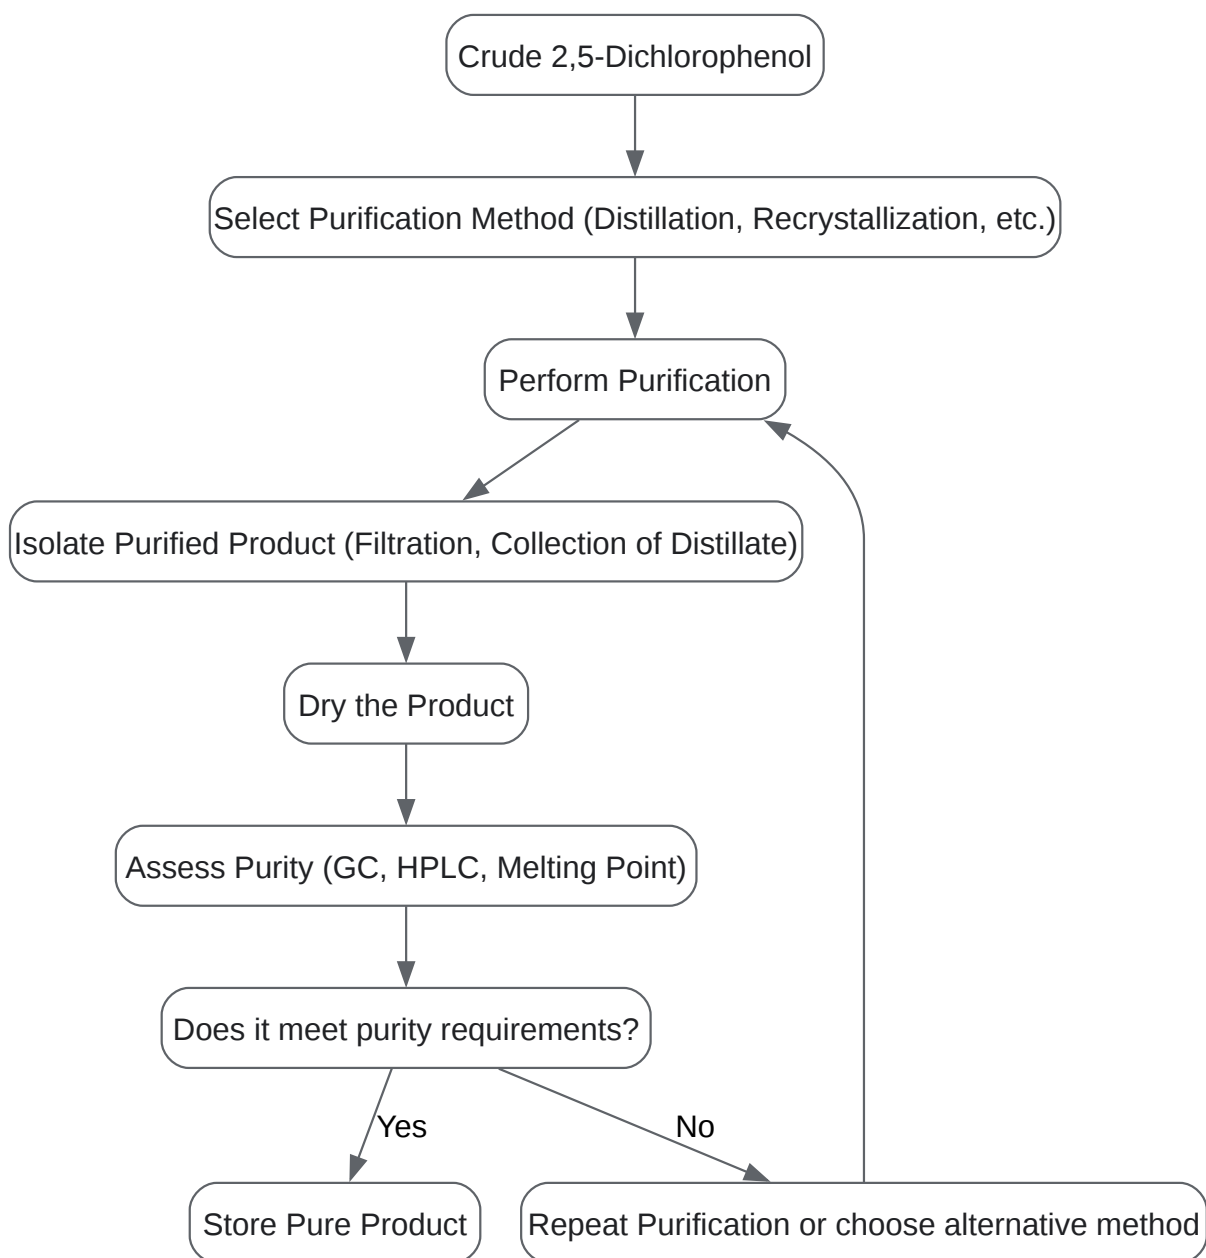 Crude 2,5-Dichlorophenol
Select Purification Method (Distillation, Recrystallization, etc.)
Perform Purification
Isolate Purified Product (Filtration, Collection of Distillate)
Dry the Product
Assess Purity (GC, HPLC, Melting Point)
Does it meet purity requirements?
Yes
No
Store Pure Product
Repeat Purification or choose alternative method